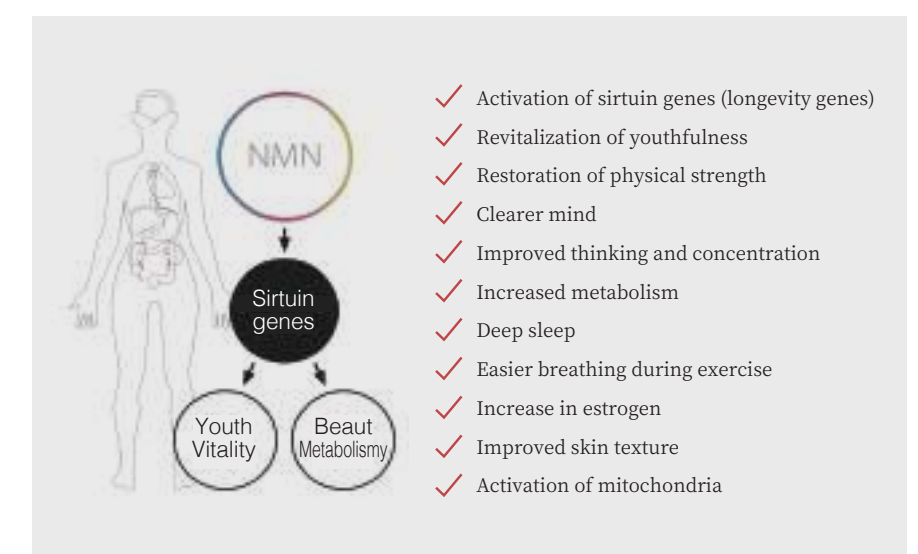 NMN
Sirtuin
genes
Youth
Vitality
Beaut
Metabolismy
Activation of sirtuin genes (longevity genes)
Revitalization of youthfulness
Restoration of physical strength
Clearer mind
Improved thinking and concentration
Increased metabolism
Deep sleep
Easier breathing during exercise
Increase in estrogen
Improved skin texture
Activation of mitochondria